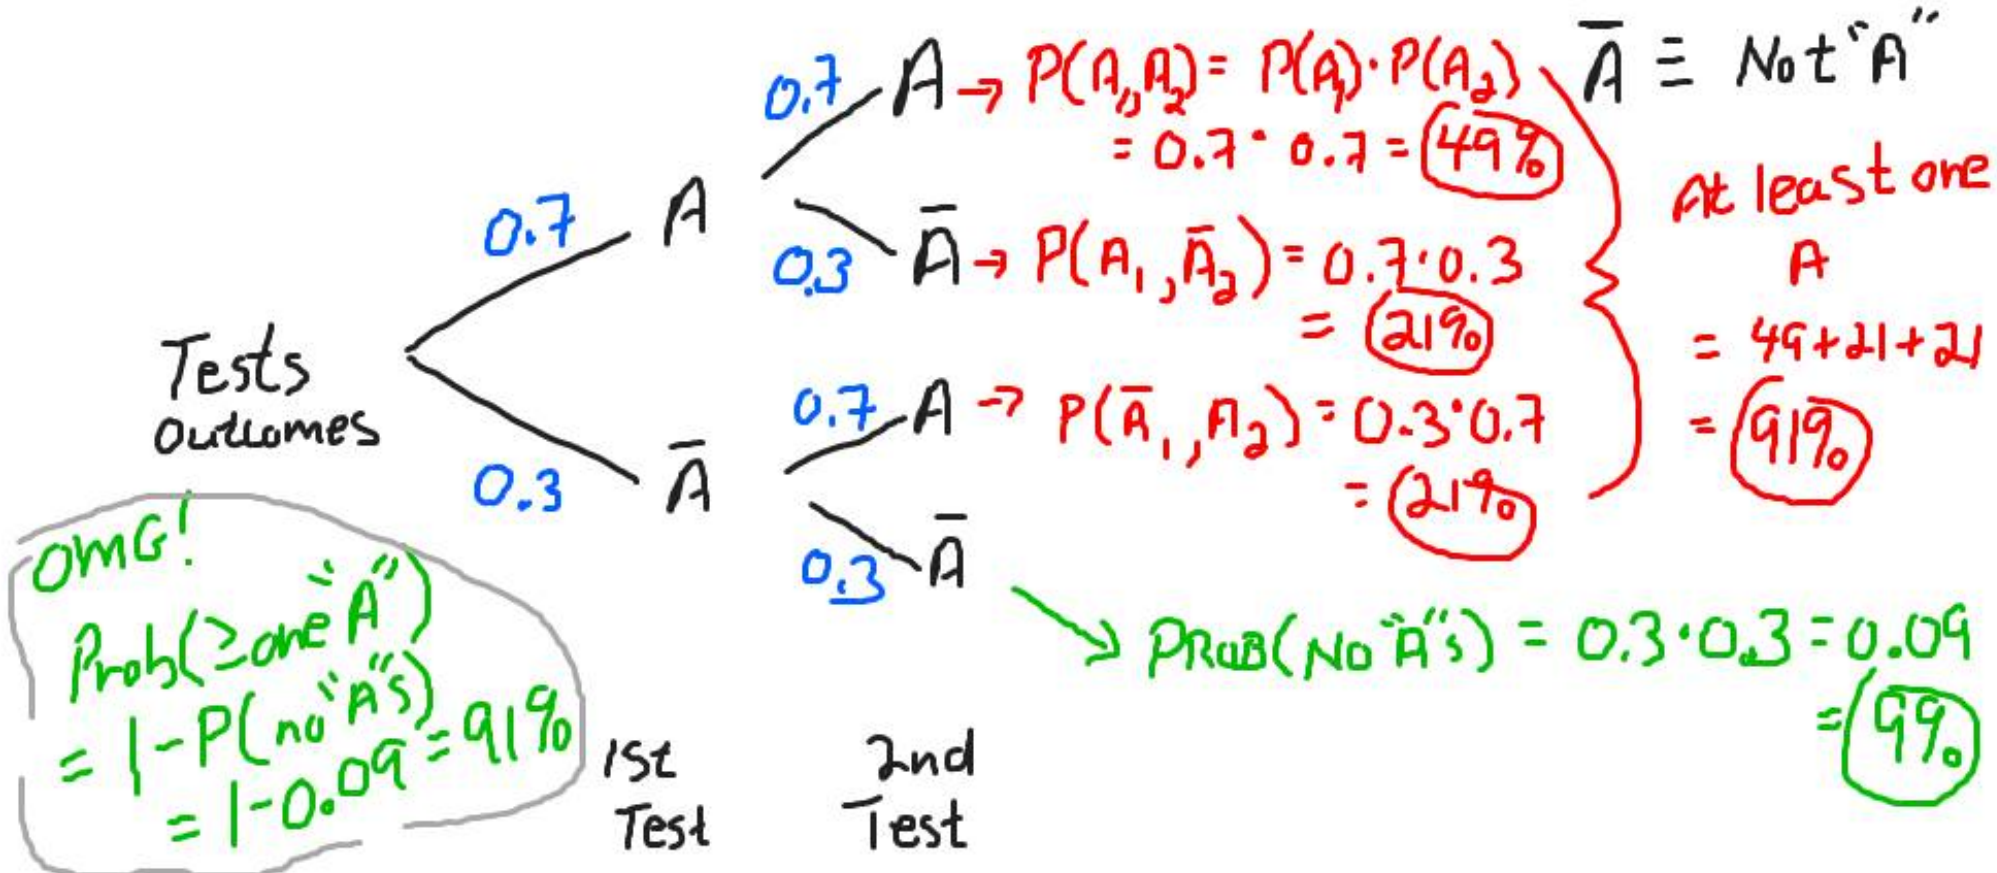 0.7 A → P(A₁,A₂) = P(A₁)·P(A₂)
= 0.7 · 0.7 = 49%
Ā ≡ Not "A"
0.7 A
0.3 Ā → P(A₁, Ā₂) = 0.7·0.3
= 21%
At least one
A
= 49+21+21
= 91%
Tests
Outcomes
0.3 Ā
0.7 A → P(Ā₁, A₂) = 0.3·0.7
= 21%
0.3 Ā
PROB(NO "A"s) = 0.3·0.3 = 0.09
= 9%
OMG!
Prob(≥one "A")
= 1-P(no "A"s)
= 1-0.09 = 91%
1st
Test
2nd
Test